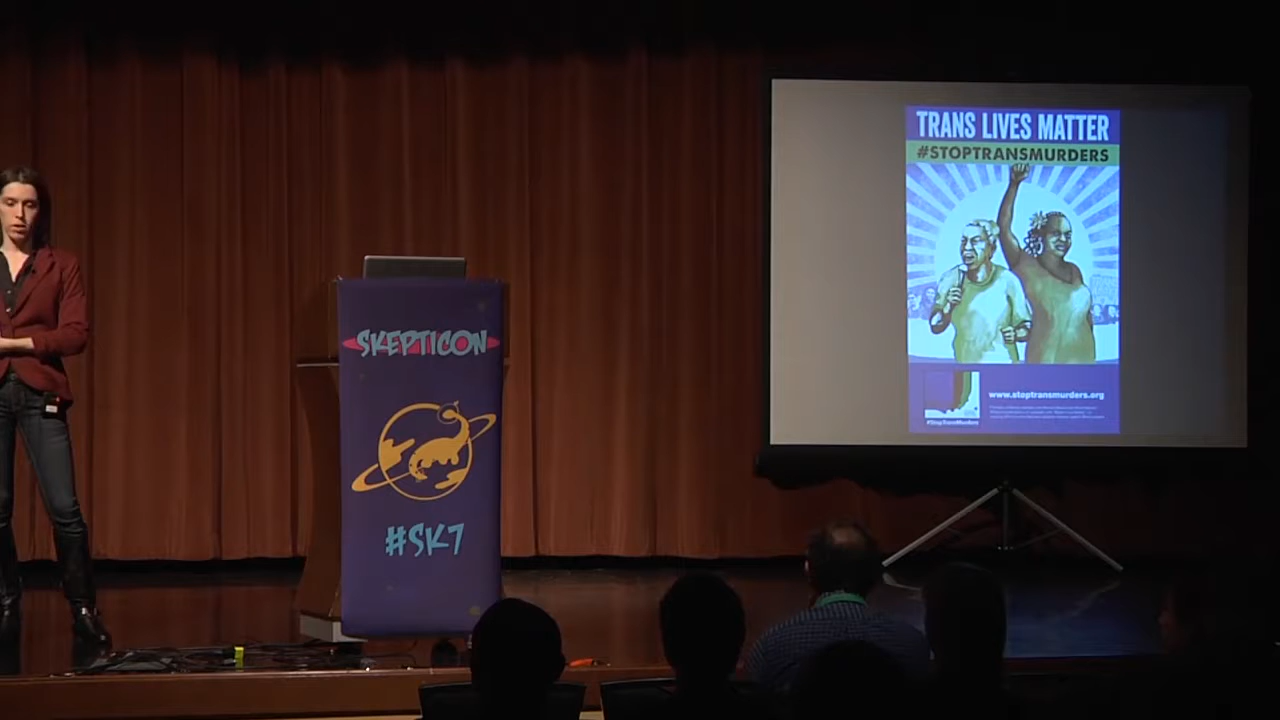 SKEPTICON
#SK7
TRANS LIVES MATTER
#STOPTRANSMURDERS
www.stoptransmurders.org
#StopTransMurders